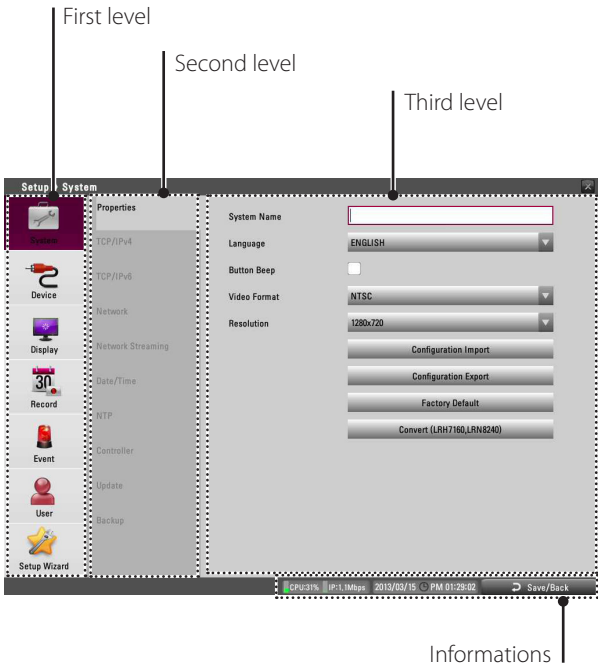 First level
Second level
Third level
Setup > System
System
Device
Display
30
Record
Event
User
Setup Wizard
Properties
TCP/IPv4
TCP/IPv6
Network
Network Streaming
Date/Time
NTP
Controller
Update
Backup
System Name
Language ENGLISH
Button Beep
Video Format NTSC
Resolution 1280x720
Configuration Import
Configuration Export
Factory Default
Convert (LRH7160,LRN8240)
CPU:31% IP:1.1Mbps 2013/03/15 PM 01:29:02 Save/Back
Informations